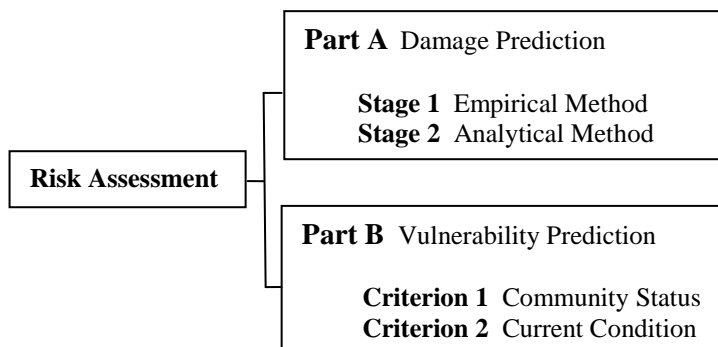 Part A Damage Prediction
Stage 1 Empirical Method
Stage 2 Analytical Method
Risk Assessment
Part B Vulnerability Prediction
Criterion 1 Community Status
Criterion 2 Current Condition